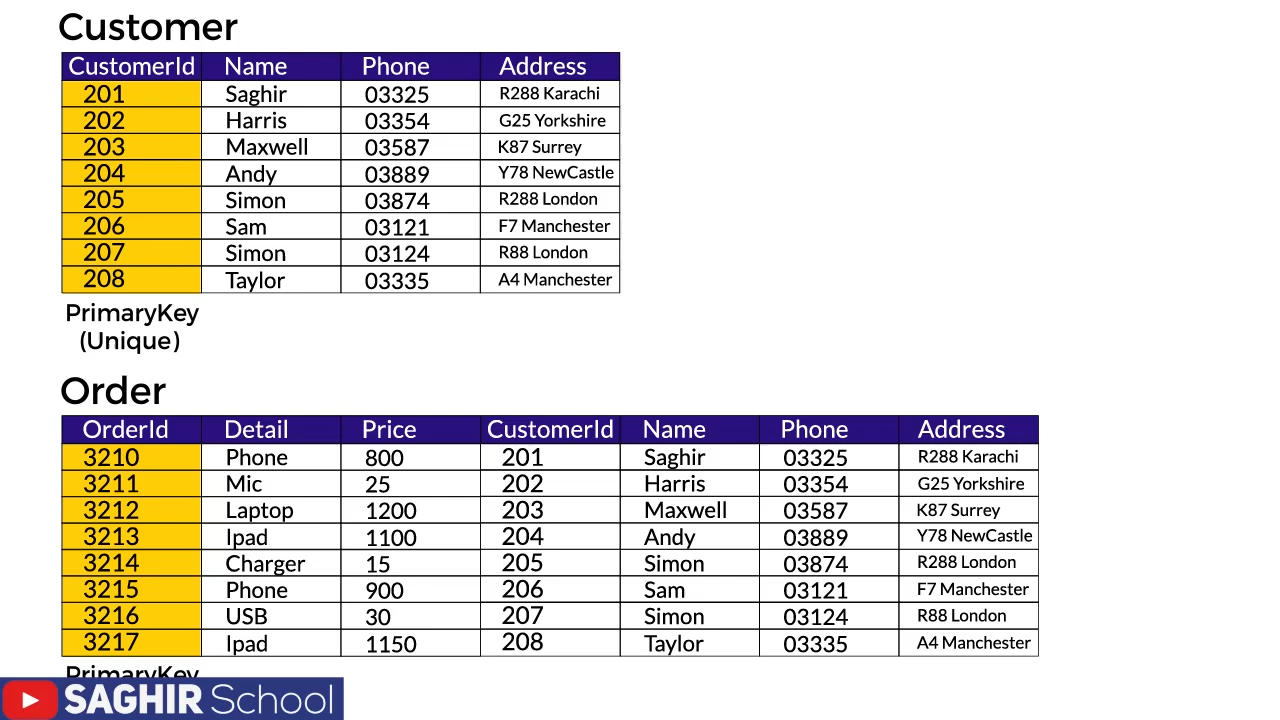 Customer
CustomerId Name Phone Address
201 Saghir 03325 R288 Karachi
202 Harris 03354 G25 Yorkshire
203 Maxwell 03587 K87 Surrey
204 Andy 03889 Y78 NewCastle
205 Simon 03874 R288 London
206 Sam 03121 F7 Manchester
207 Simon 03124 R88 London
208 Taylor 03335 A4 Manchester
PrimaryKey
(Unique)
Order
OrderId Detail Price CustomerId Name Phone Address
3210 Phone 800 201 Saghir 03325 R288 Karachi
3211 Mic 25 202 Harris 03354 G25 Yorkshire
3212 Laptop 1200 203 Maxwell 03587 K87 Surrey
3213 Ipad 1100 204 Andy 03889 Y78 NewCastle
3214 Charger 15 205 Simon 03874 R288 London
3215 Phone 900 206 Sam 03121 F7 Manchester
3216 USB 30 207 Simon 03124 R88 London
3217 Ipad 1150 208 Taylor 03335 A4 Manchester
PrimaryKey
SAGHIR School